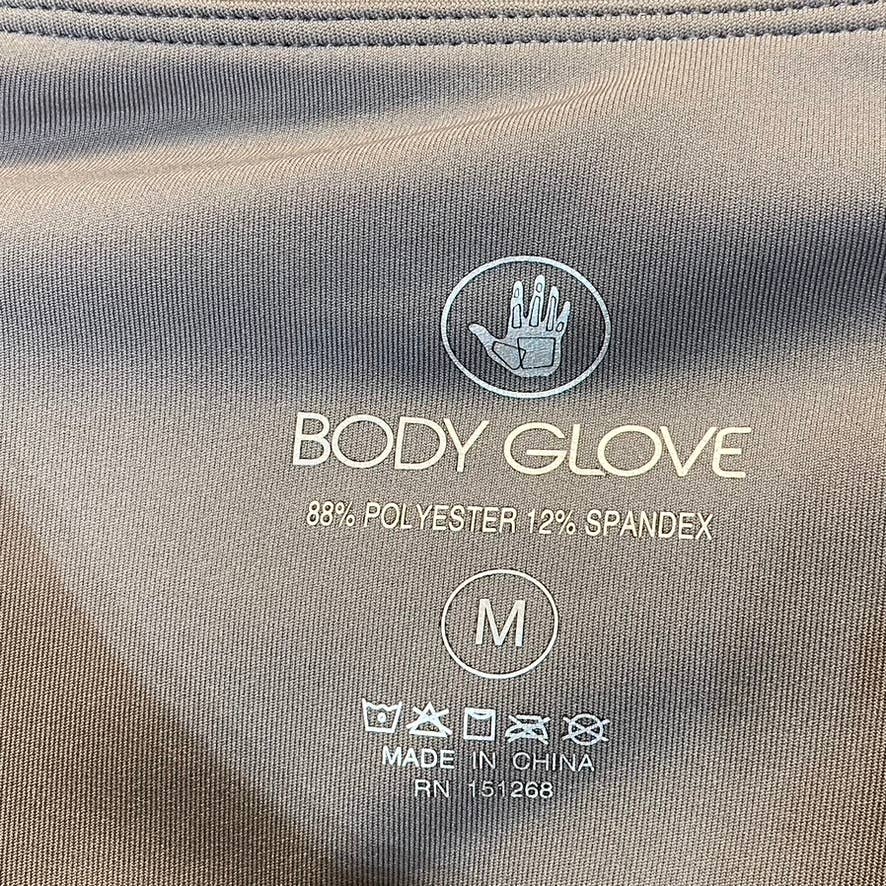 BODY GLOVE
88% POLYESTER 12% SPANDEX
M
MADE IN CHINA
RN 151268